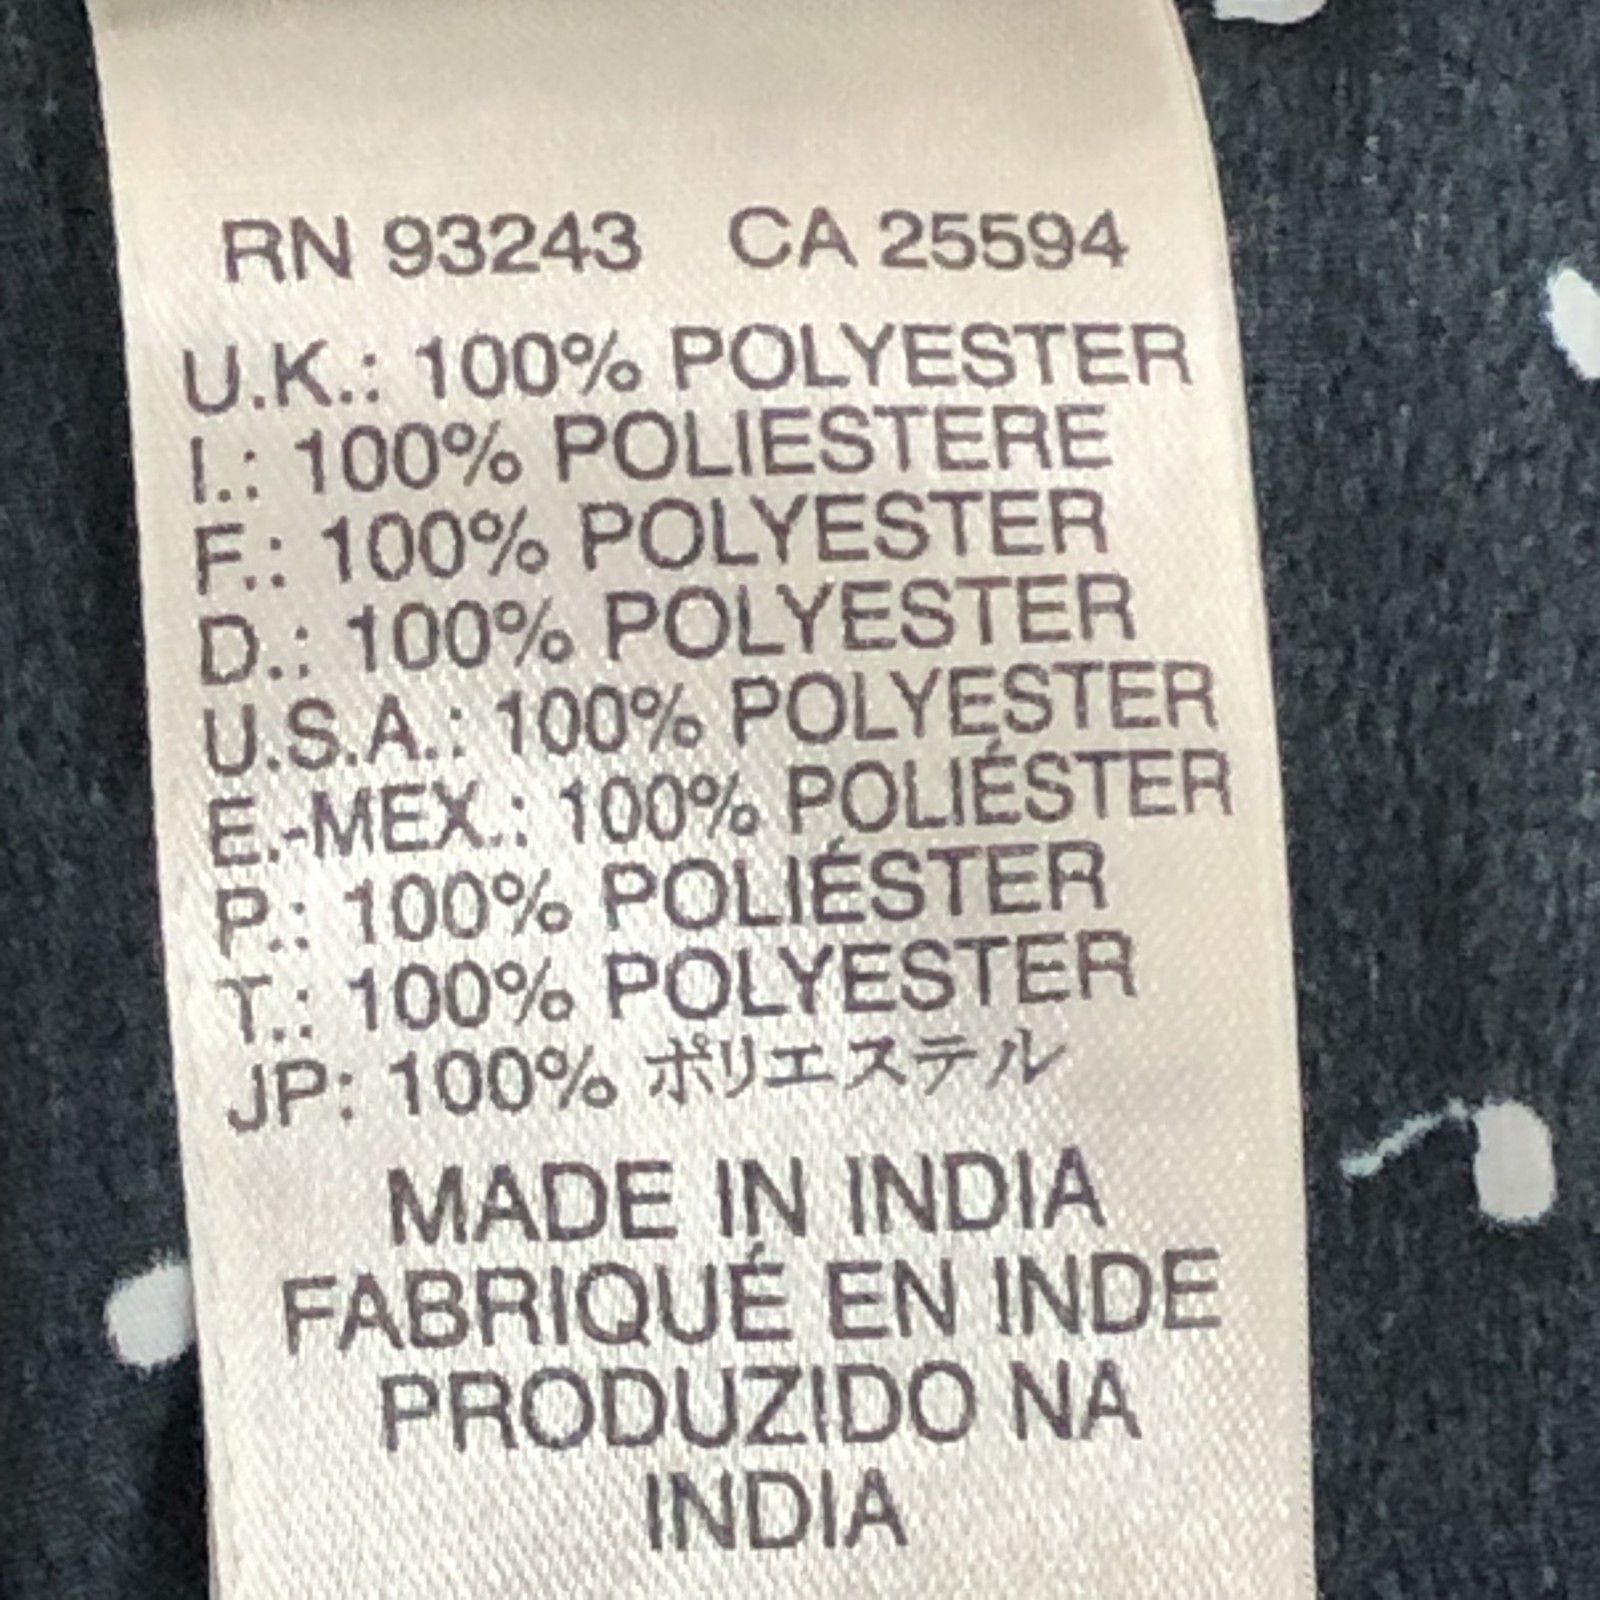 RN 93243 CA 25594
U.K.: 100% POLYESTER
I.: 100% POLIESTERE
F.: 100% POLYESTER
D.: 100% POLYESTER
U.S.A.: 100% POLYESTER
E.-MEX.: 100% POLIÉSTER
P.: 100% POLIÉSTER
T.: 100% POLYESTER
JP: 100% ポリエステル
MADE IN INDIA
FABRIQUÉ EN INDE
PRODUZIDO NA
INDIA